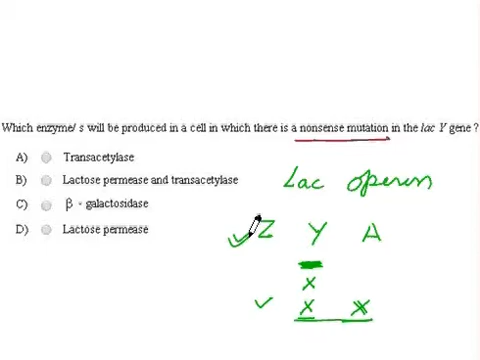 Which enzyme/ s will be produced in a cell in which there is a nonsense mutation in the lac Y gene ?
A) Transacetylase
B) Lactose permease and transacetylase
C) β - galactosidase
D) Lactose permease
Lac operon
✓ Z Y A
x
✓ x x